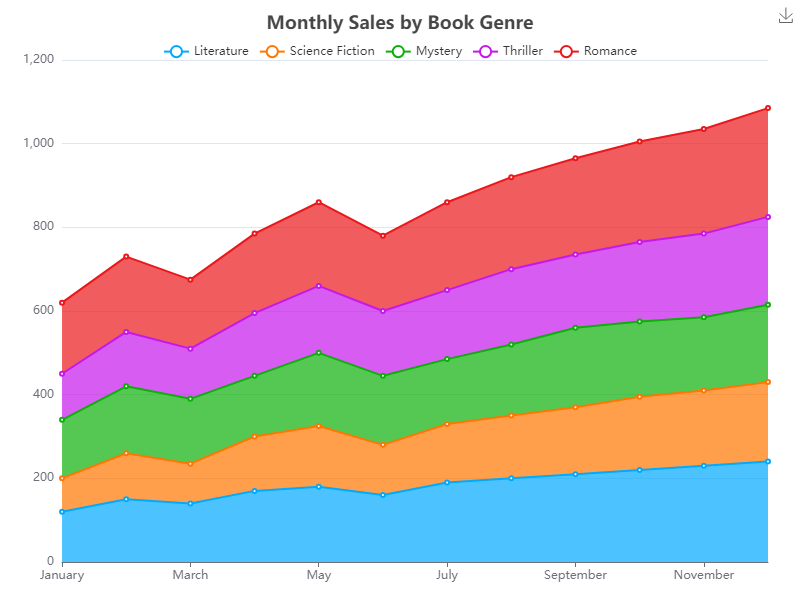 Monthly Sales by Book Genre
Literature Science Fiction Mystery Thriller Romance
1,200
1,000
800
600
400
200
0
January March May July September November